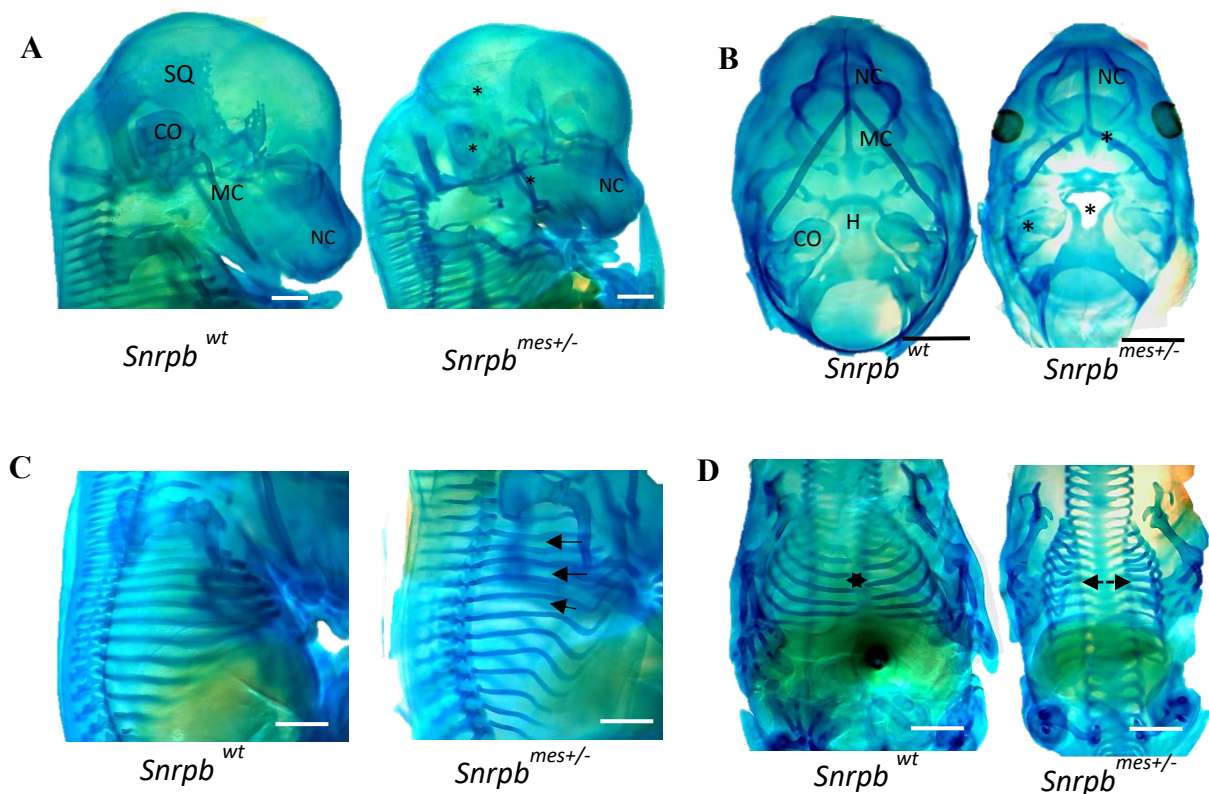 A
SQ
CO
MC
NC
*
*
*
NC
Snrpb wt
Snrpb mes+/-
B
NC
MC
H
CO
NC
*
*
*
Snrpb wt
Snrpb mes+/-
C
Snrpb wt
Snrpb mes+/-
D
Snrpb wt
Snrpb mes+/-